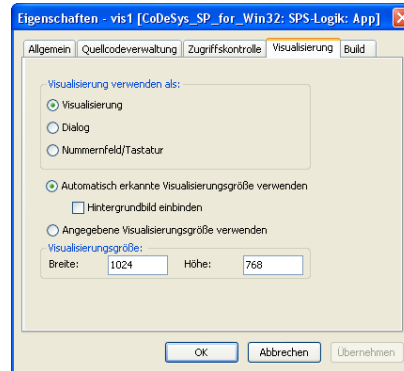 Eigenschaften - vis1 [CoDeSys_SP_for_Win32: SPS-Logik: App]
Allgemein Quellcodeverwaltung Zugriffskontrolle Visualisierung Build
Visualisierung verwenden als:
Visualisierung
Dialog
Nummernfeld/Tastatur
Automatisch erkannte Visualisierungsgröße verwenden
Hintergrundbild einbinden
Angegebene Visualisierungsgröße verwenden
Visualisierungsgröße:
Breite: 1024 Höhe: 768
OK Abbrechen Übernehmen